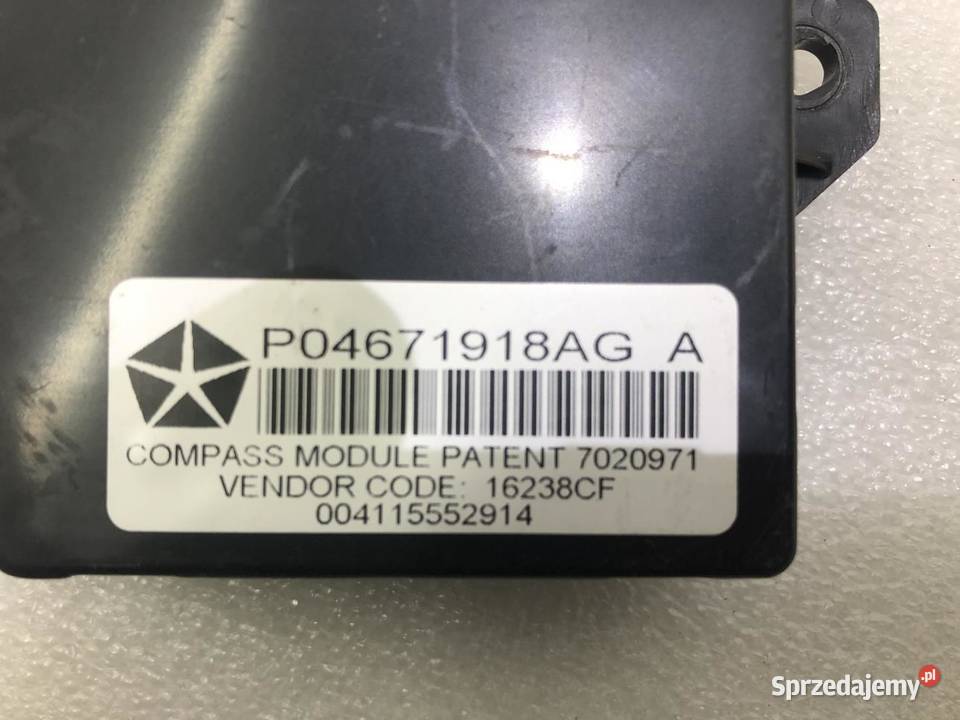 P04671918AG A
COMPASS MODULE PATENT 7020971
VENDOR CODE: 16238CF
004115552914
Sprzedajemy.pl